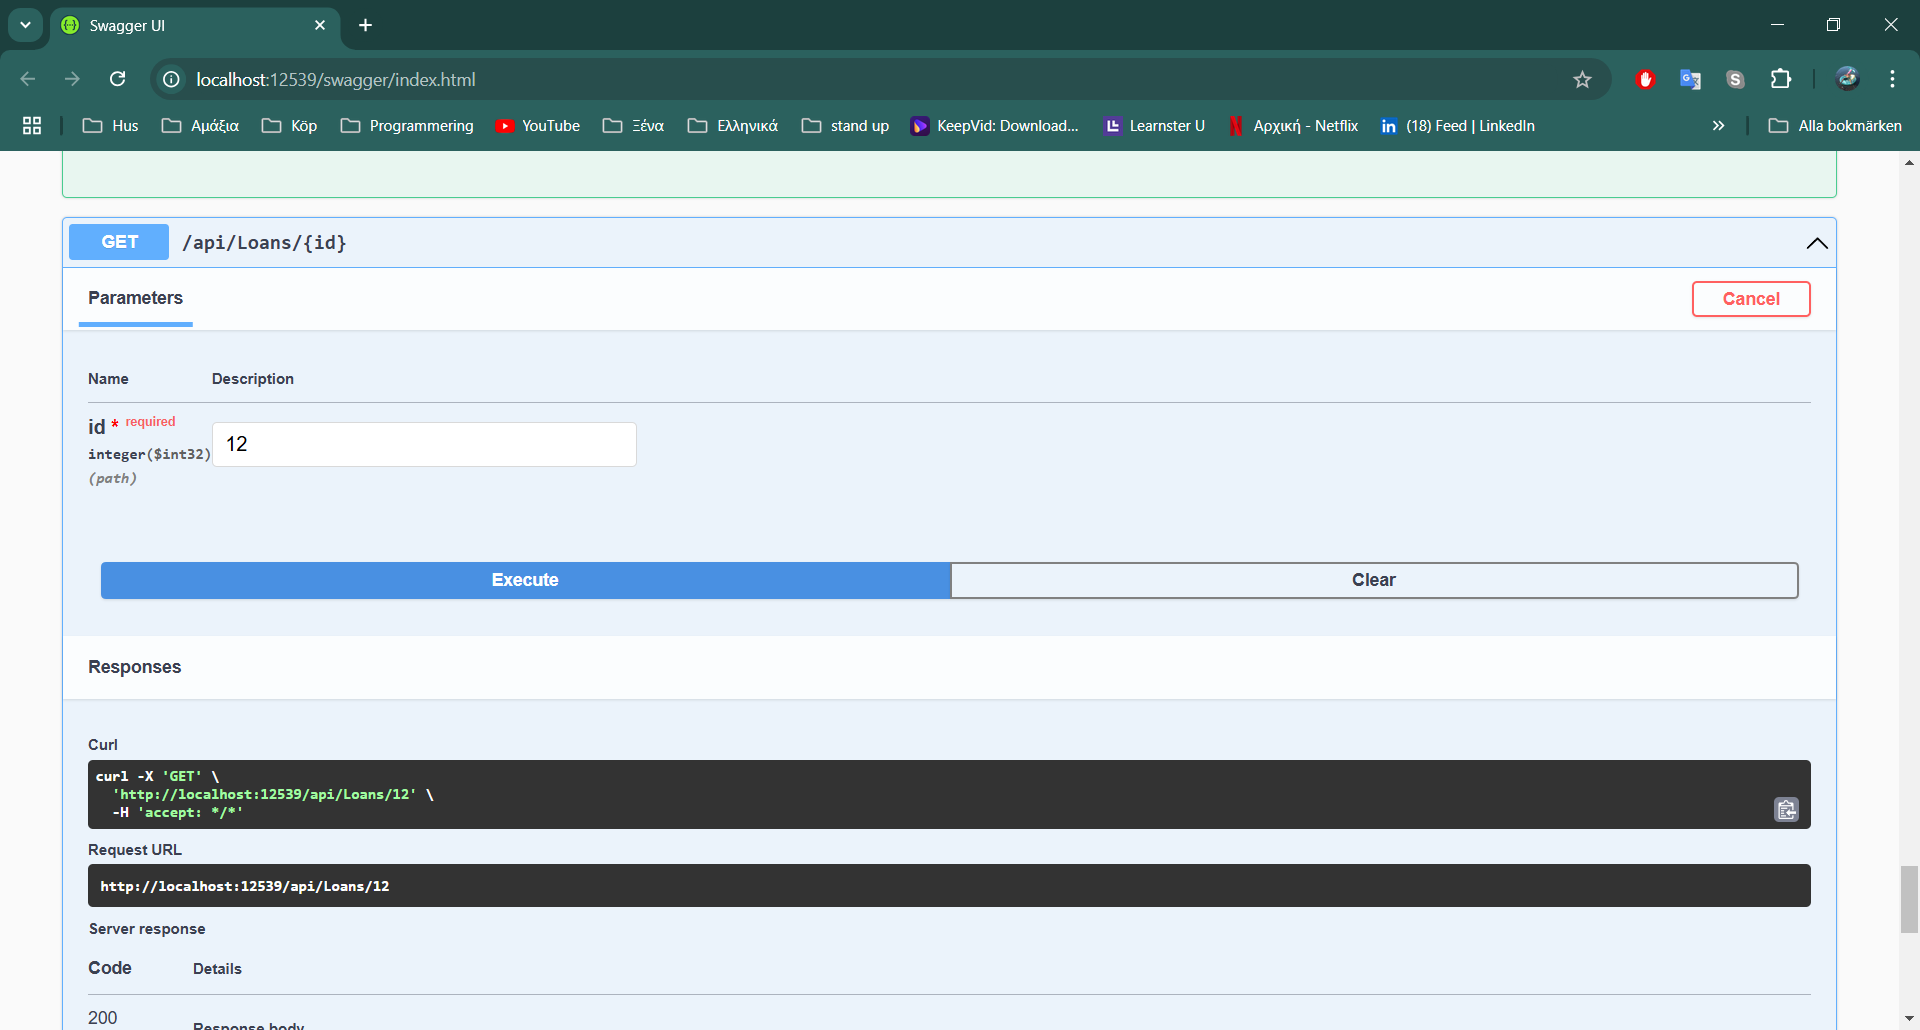 Swagger UI
localhost:12539/swagger/index.html
Hus Αμάξια Köp Programmering YouTube Ξένα Ελληνικά stand up KeepVid: Download... Learnster U Αρχική - Netflix (18) Feed | LinkedIn » Alla bokmärken
GET /api/Loans/{id}
Parameters Cancel
Name Description
id * required
integer($int32)
(path)
12
Execute Clear
Responses
Curl
curl -X 'GET' \
'http://localhost:12539/api/Loans/12' \
-H 'accept: */*'
Request URL
http://localhost:12539/api/Loans/12
Server response
Code Details
200
Response body